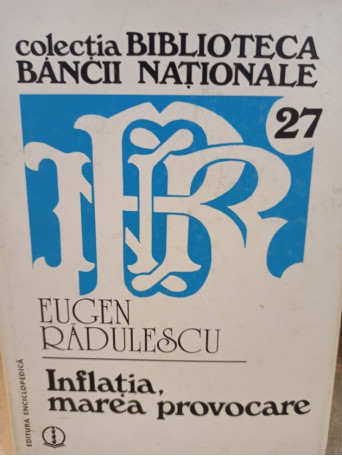 colecția BIBLIOTECA
BĂNCII NAȚIONALE
27
EUGEN
RĂDULESCU
Inflația,
marea provocare
EDITURA ENCICLOPEDICĂ